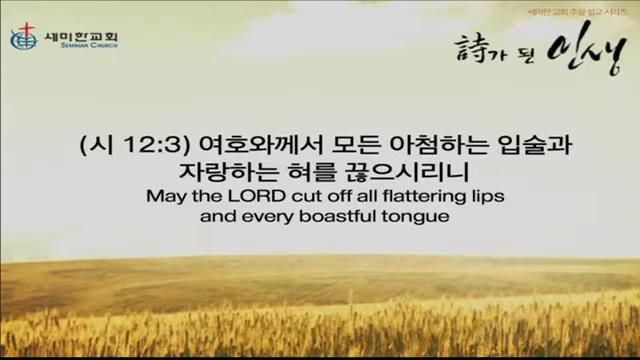 새미한교회
SEMIHAN CHURCH
새미한 교회 주일 설교 시리즈
詩가 된 인생
(시 12:3) 여호와께서 모든 아첨하는 입술과
자랑하는 혀를 끊으시리니
May the LORD cut off all flattering lips
and every boastful tongue